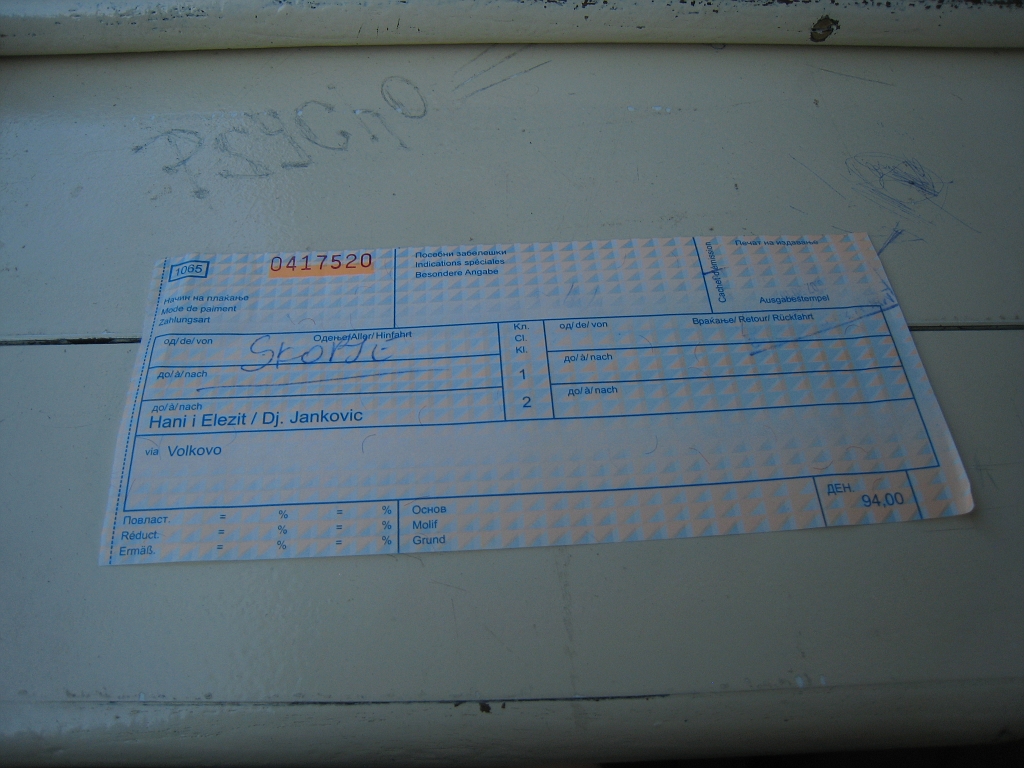 1065
0417520
Начин на плаќање
Mode de paiment
Zahlungsart
Посебни забелешки
Indications spéciales
Besondere Angabe
Cachet d'emission
Печат на издавање
Ausgabestempel
од/de/von
Одење/Aller/Hinfahrt
Skopje
до/à/nach
до/à/nach
Hani i Elezit / Dj. Jankovic
Кл.
Cl.
Kl.
1
2
од/de/von
Враќање/Retour/Rückfahrt
до/à/nach
до/à/nach
via Volkovo
Повласт. = % = %
Réduct. = % = %
Ermäß. = % = %
Основ
Molif
Grund
ДЕН.
94,00